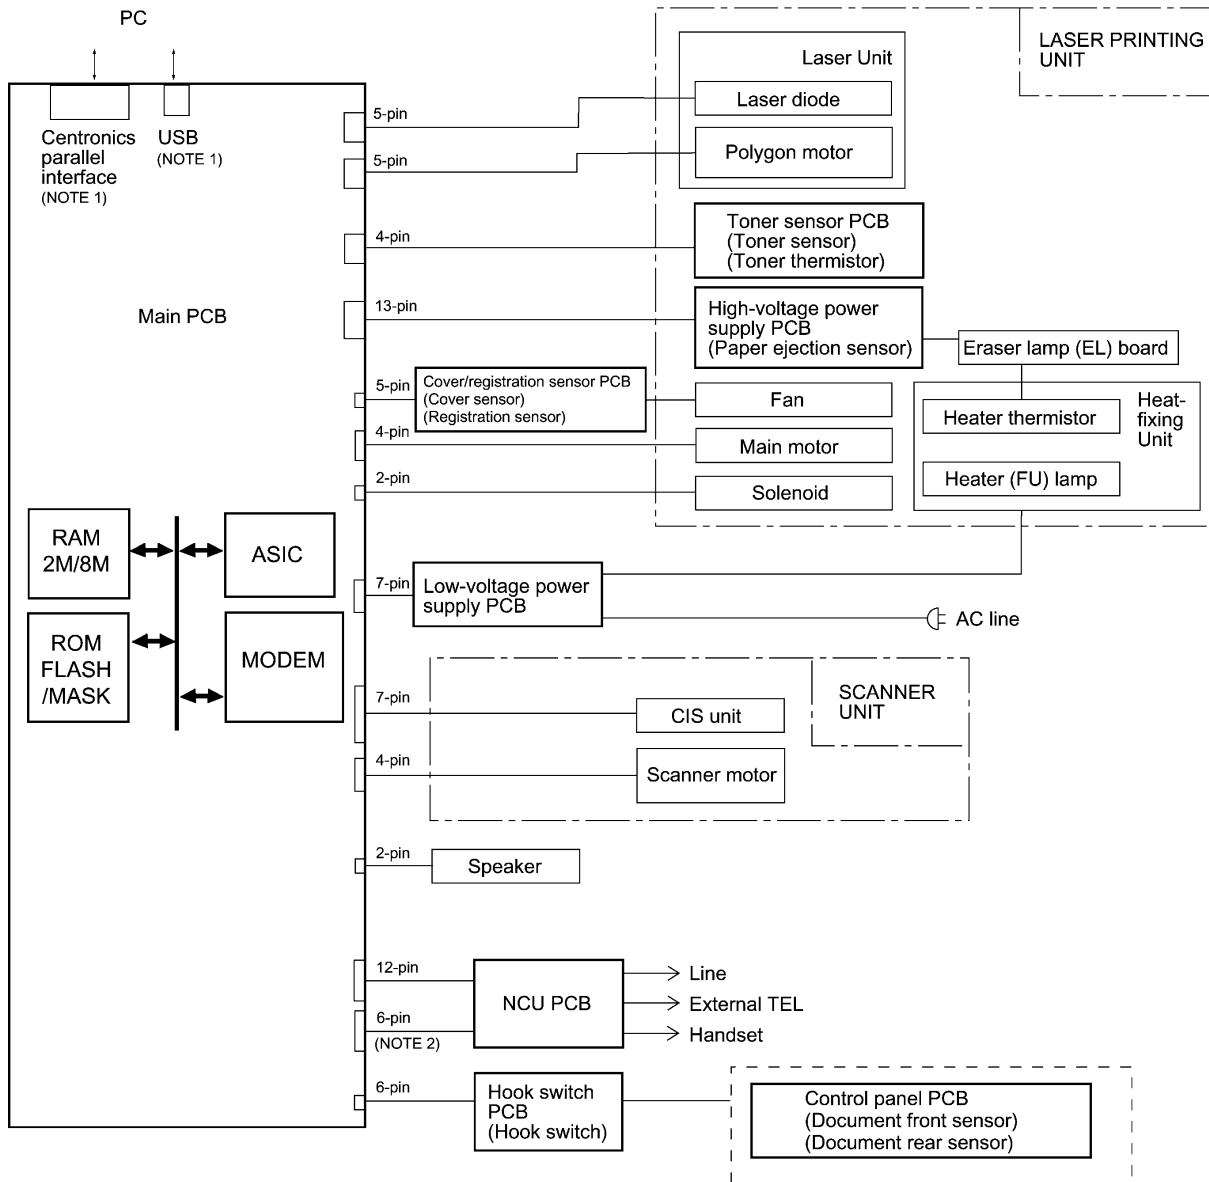 PC
LASER PRINTING
UNIT
Laser Unit
Laser diode
5-pin
Centronics
parallel
interface
(NOTE 1)
USB
(NOTE 1)
Polygon motor
5-pin
Toner sensor PCB
(Toner sensor)
(Toner thermistor)
4-pin
Main PCB
13-pin
High-voltage power
supply PCB
(Paper ejection sensor)
Eraser lamp (EL) board
5-pin
Cover/registration sensor PCB
(Cover sensor)
(Registration sensor)
Fan
Heat-
fixing
Unit
Heater thermistor
4-pin
Main motor
2-pin
Solenoid
Heater (FU) lamp
RAM
2M/8M
ASIC
7-pin
Low-voltage power
supply PCB
AC line
ROM
FLASH
/MASK
MODEM
SCANNER
UNIT
7-pin
CIS unit
4-pin
Scanner motor
2-pin
Speaker
12-pin
NCU PCB
Line
External TEL
Handset
6-pin
(NOTE 2)
6-pin
Hook switch
PCB
(Hook switch)
Control panel PCB
(Document front sensor)
(Document rear sensor)